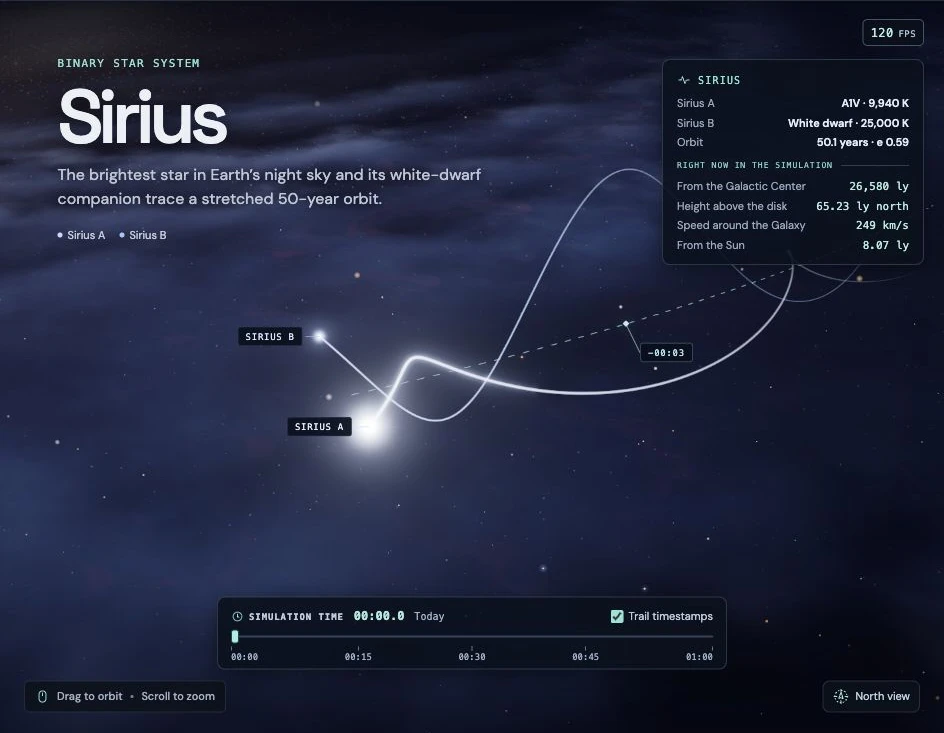 120 FPS
BINARY STAR SYSTEM
Sirius
The brightest star in Earth's night sky and its white-dwarf
companion trace a stretched 50-year orbit.
Sirius A Sirius B
SIRIUS
Sirius A A1V · 9,940 K
Sirius B White dwarf · 25,000 K
Orbit 50.1 years · e 0.59
RIGHT NOW IN THE SIMULATION
From the Galactic Center 26,580 ly
Height above the disk 65.23 ly north
Speed around the Galaxy 249 km/s
From the Sun 8.07 ly
SIRIUS B
−00:03
SIRIUS A
SIMULATION TIME 00:00.0 Today Trail timestamps
00:00 00:15 00:30 00:45 01:00
Drag to orbit • Scroll to zoom
North view